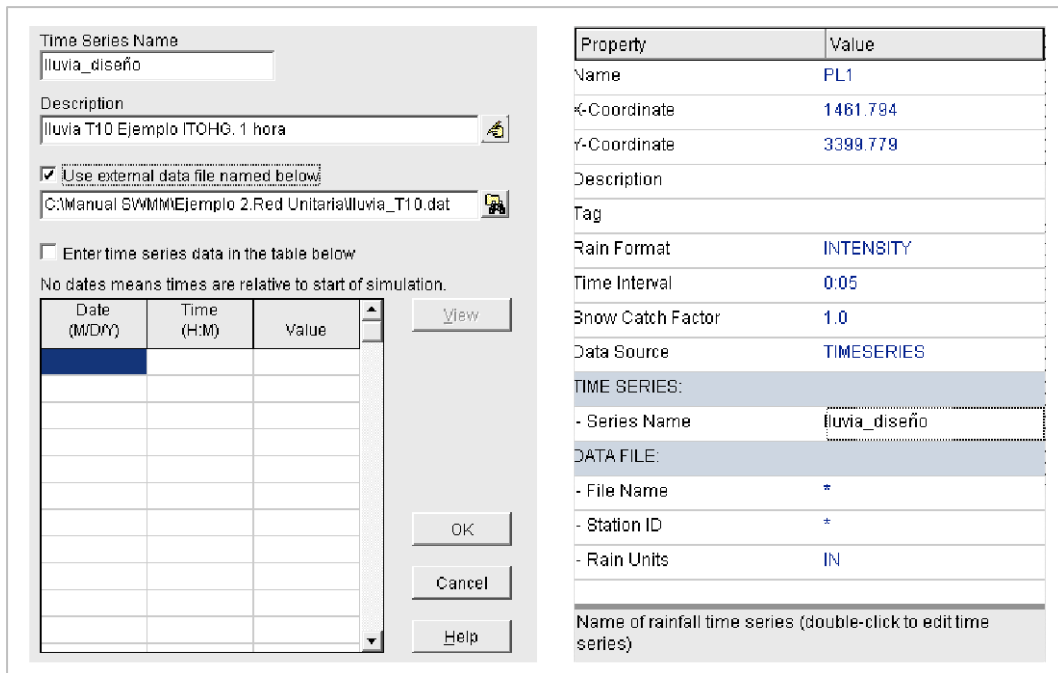 Time Series Name
lluvia_diseño
Description
lluvia T10 Ejemplo ITOHG. 1 hora
Use external data file named below
C:\Manual SWMM\Ejemplo 2.Red Unitaria\lluvia_T10.dat
Enter time series data in the table below
No dates means times are relative to start of simulation.
Date (M/D/Y) Time (H:M) Value
View
OK
Cancel
Help
Property Value
Name PL1
X-Coordinate 1461.794
Y-Coordinate 3399.779
Description
Tag
Rain Format INTENSITY
Time Interval 0:05
Snow Catch Factor 1.0
Data Source TIMESERIES
TIME SERIES:
- Series Name lluvia_diseño
DATA FILE:
- File Name *
- Station ID *
- Rain Units IN
Name of rainfall time series (double-click to edit time
series)